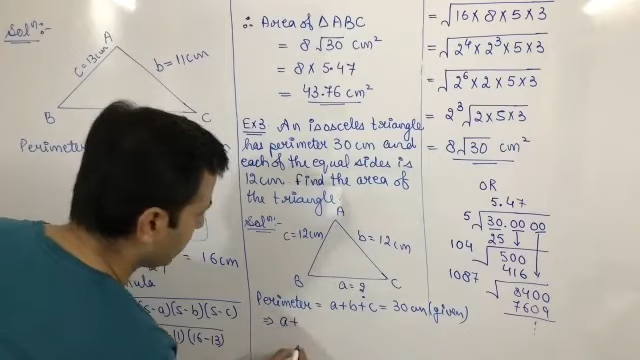 Solⁿ:-
A
c=13cm
b=11cm
B
C
Perimeter
= 16cm
s-a)(s-b)(s-c)
)(16-13)
∴ Area of △ABC
= 8√30 cm²
= 8 × 5.47
= 43.76 cm²
Ex3: An isosceles triangle
has perimeter 30 cm and
each of the equal sides is
12 cm find the area of
the triangle
Solⁿ:-
A
c=12cm
b=12cm
B
C
a=?
Perimeter = a+b+c = 30 cm (given)
⇒ a+
= √16 × 8 × 5 × 3
= √2⁴ × 2³ × 5 × 3
= √2⁶ × 2 × 5 × 3
= 2³ √2 × 5 × 3
= 8√30 cm²
OR
5.47
5 √30.00 00
25
104 √500
416
1087 √8400
7609